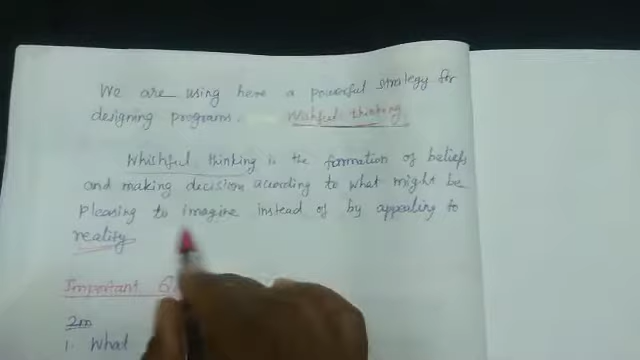 We are using here a powerful strategy for
designing programs. Wishful thinking
Whishful thinking is the formation of beliefs
and making decision according to what might be
pleasing to imagine instead of by appealing to
reality
Important
2m
1. What